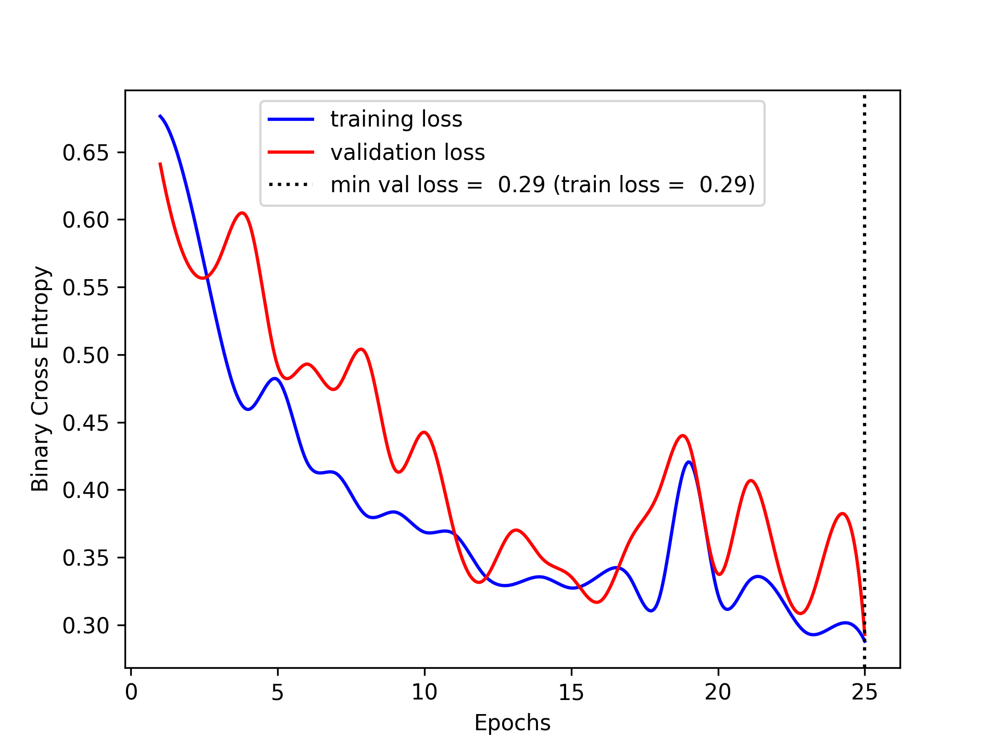 training loss
validation loss
min val loss =  0.29 (train loss =  0.29)
Binary Cross Entropy
0.65
0.60
0.55
0.50
0.45
0.40
0.35
0.30
0
5
10
15
20
25
Epochs